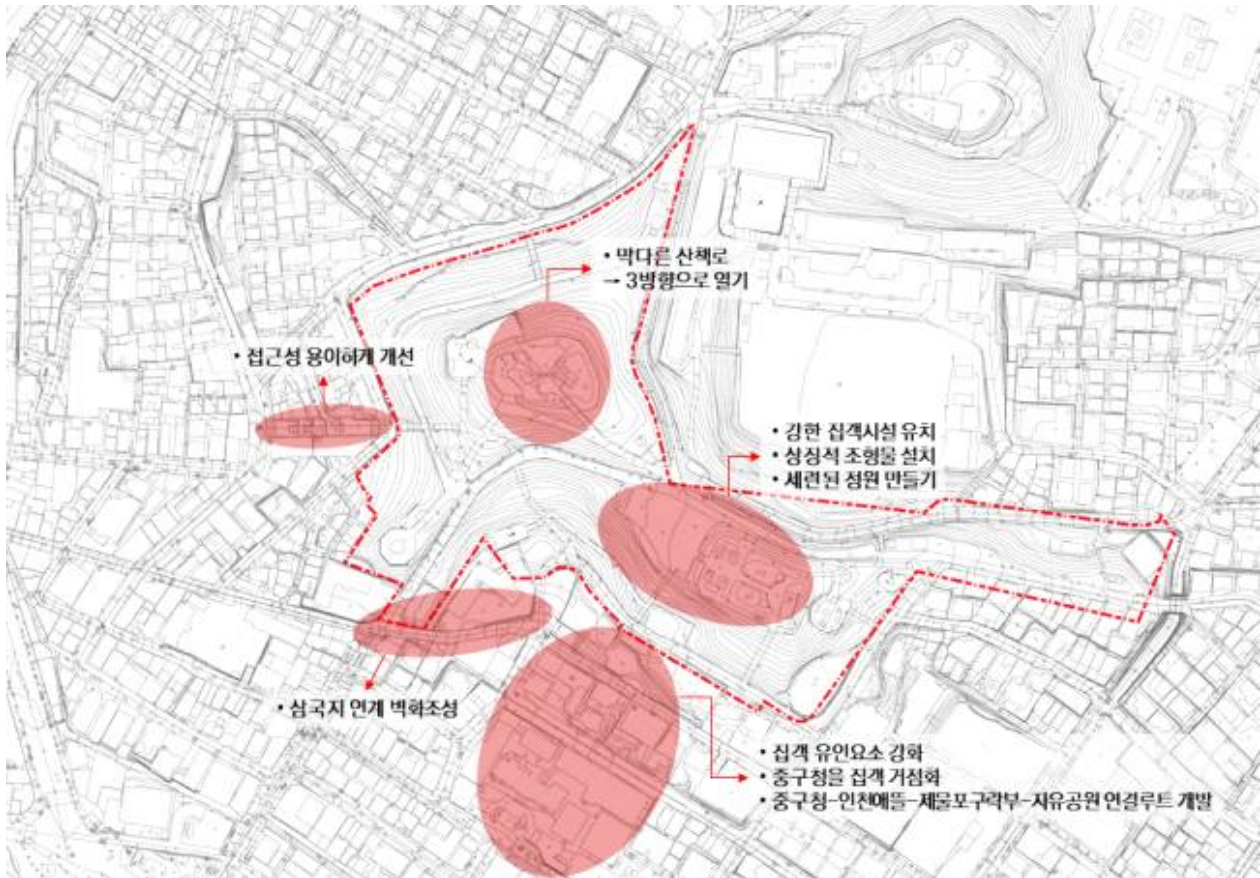 • 막다른 산책로
→ 3방향으로 열기
• 접근성 용이하게 개선
• 강한 집객시설 유치
• 상징적 조형물 설치
• 세련된 정원 만들기
• 삼국지 연계 벽화조성
• 집객 유인요소 강화
• 중구청을 집객 거점화
• 중구청-인천애뜰-제물포구락부-자유공원 연결루트 개발